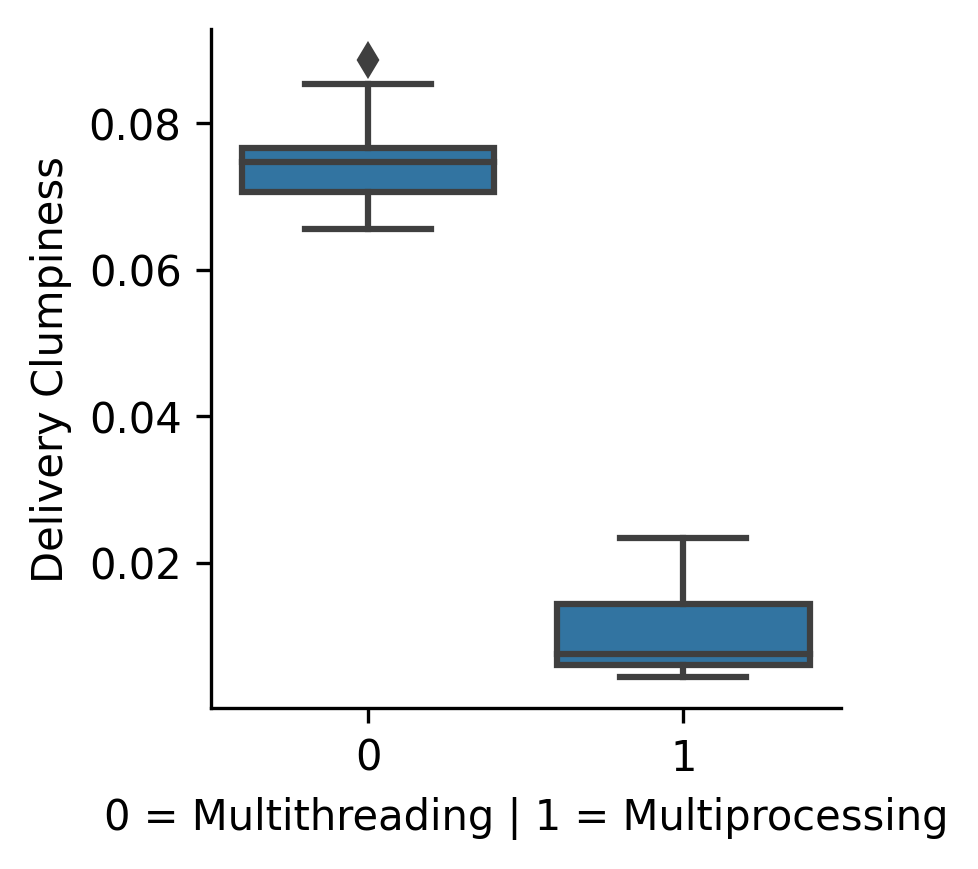 Delivery Clumpiness
0.08
0.06
0.04
0.02
0 1
0 = Multithreading | 1 = Multiprocessing